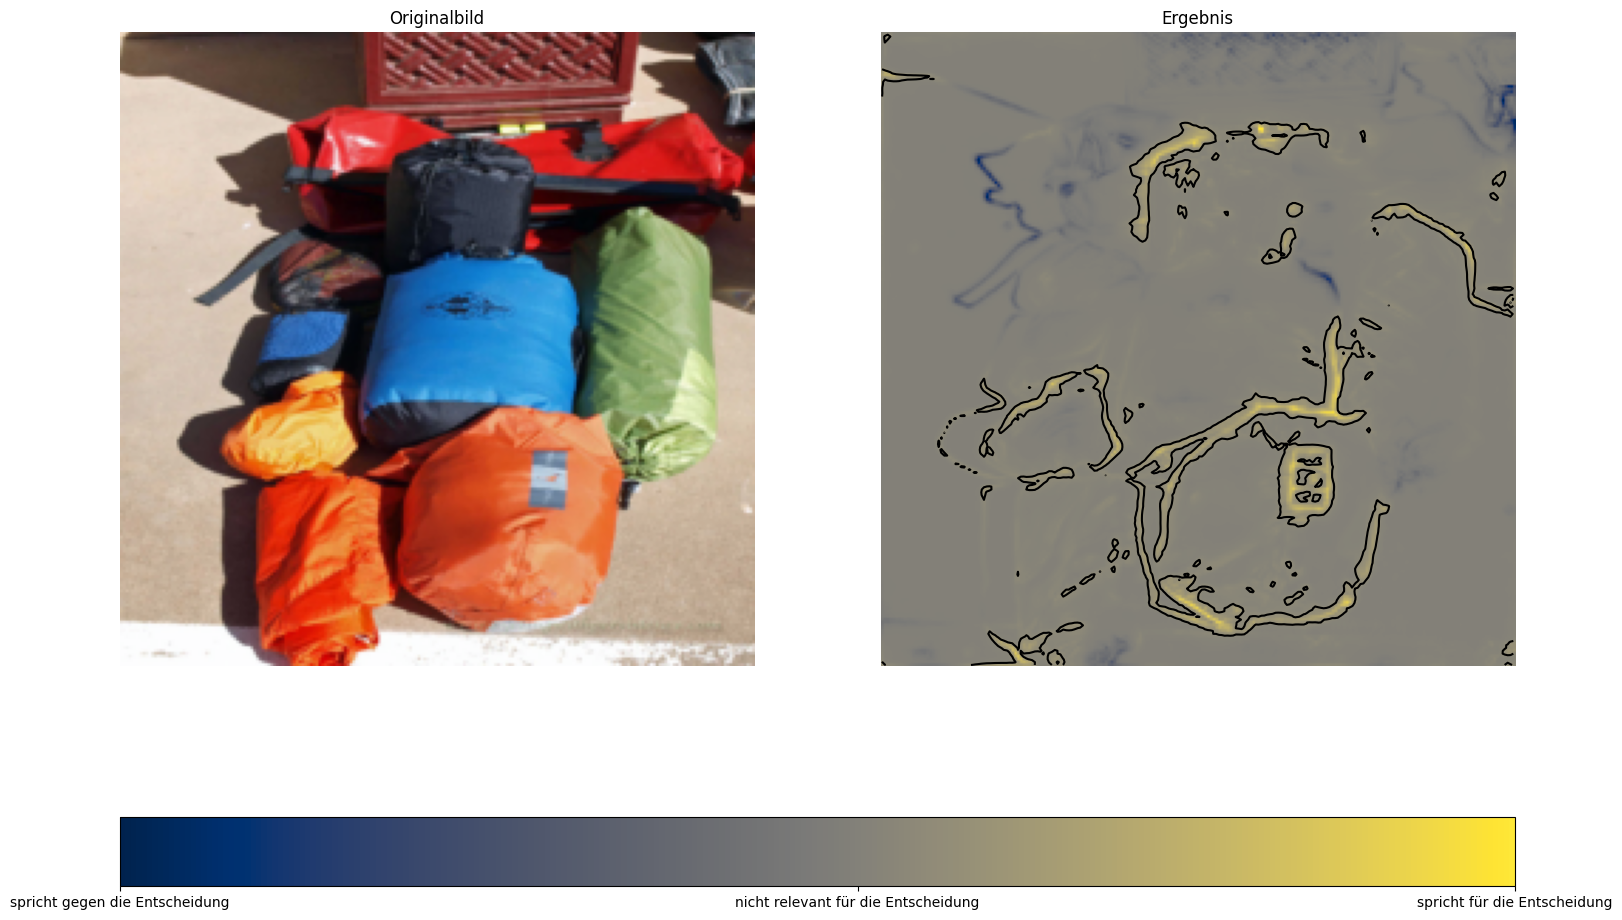 Originalbild
Ergebnis
spricht gegen die Entscheidung
nicht relevant für die Entscheidung
spricht für die Entscheidung